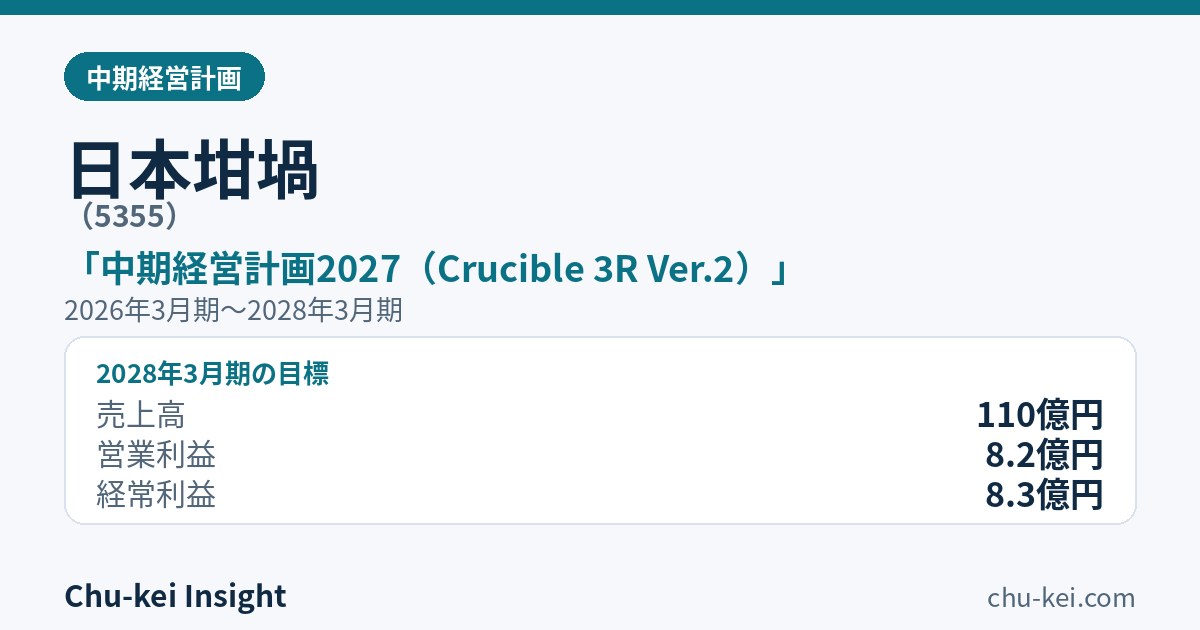 中期経営計画
日本坩堝
（5355）
「中期経営計画2027（Crucible 3R Ver.2）」
2026年3月期～2028年3月期
2028年3月期の目標
売上高 110億円
営業利益 8.2億円
経常利益 8.3億円
Chu-kei Insight chu-kei.com